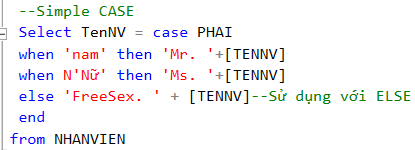 --Simple CASE
Select TenNV = case PHAI
when 'nam' then 'Mr. '+[TENNV]
when N'Nữ' then 'Ms. '+[TENNV]
else 'FreeSex. ' + [TENNV]--Sử dụng với ELSE
end
from NHANVIEN